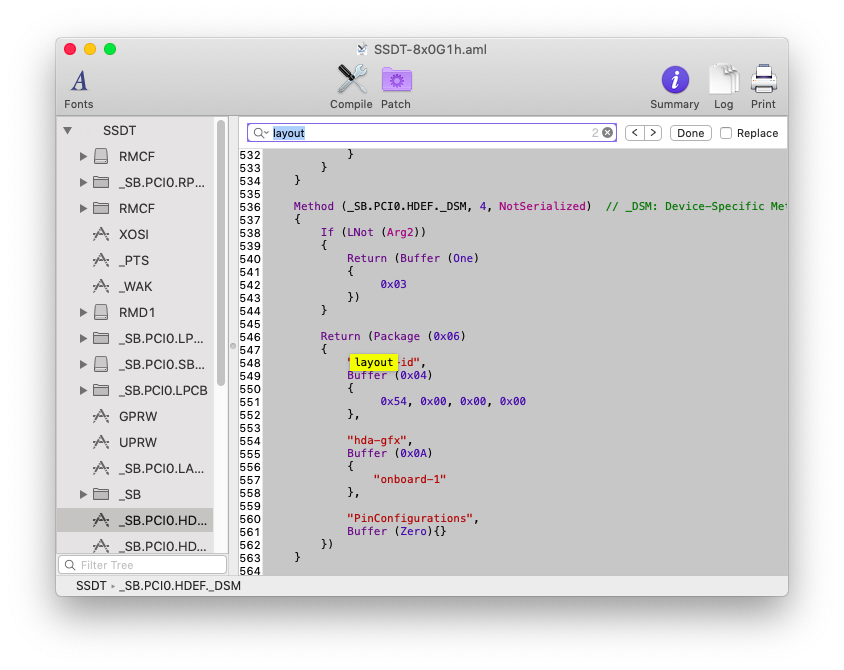 SSDT-8x0G1h.aml
Fonts
Compile
Patch
Summary
Log
Print
SSDT
RMCF
_SB.PCI0.RP...
RMCF
XOSI
_PTS
_WAK
RMD1
_SB.PCI0.LP...
_SB.PCI0.SB...
_SB.PCI0.LPCB
GPRW
UPRW
_SB.PCI0.LA...
_SB
_SB.PCI0.HD...
_SB.PCI0.HD...
Filter Tree
layout 2
Done
Replace
532 }
533 }
534 }
535
536 Method (_SB.PCI0.HDEF._DSM, 4, NotSerialized) // _DSM: Device-Specific Met
537 {
538 If (LNot (Arg2))
539 {
540 Return (Buffer (One)
541 {
542 0x03
543 })
544 }
545
546 Return (Package (0x06)
547 {
548 "layout-id",
549 Buffer (0x04)
550 {
551 0x54, 0x00, 0x00, 0x00
552 },
553
554 "hda-gfx",
555 Buffer (0x0A)
556 {
557 "onboard-1"
558 },
559
560 "PinConfigurations",
561 Buffer (Zero){}
562 })
563 }
564
SSDT
_SB.PCI0.HDEF._DSM